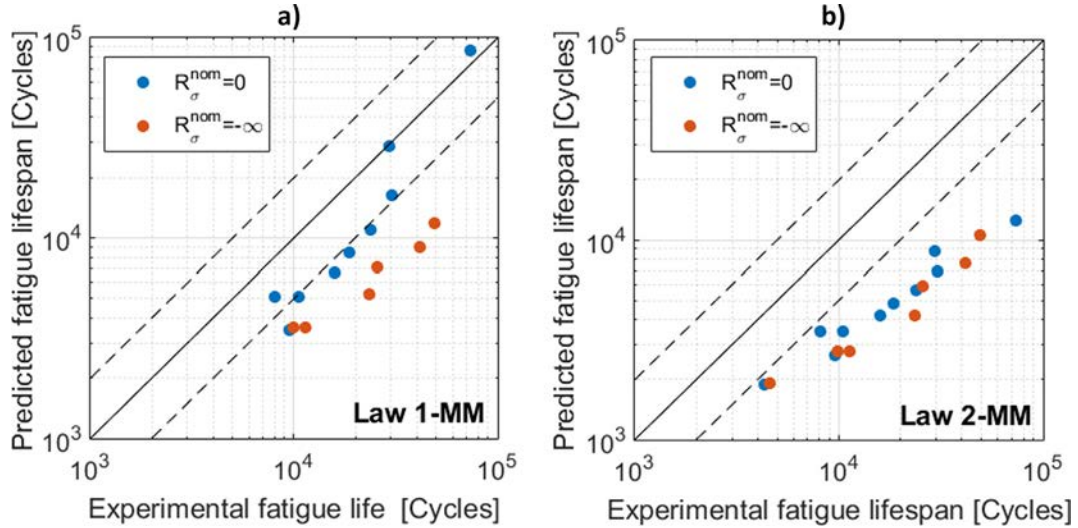 a)
Predicted fatigue lifespan [Cycles]
10^5
10^4
10^3
R_σ^nom=0
R_σ^nom=-∞
Law 1-MM
10^3 10^4 10^5
Experimental fatigue life [Cycles]
b)
Predicted fatigue lifespan [Cycles]
10^5
10^4
10^3
R_σ^nom=0
R_σ^nom=-∞
Law 2-MM
10^3 10^4 10^5
Experimental fatigue lifespan [Cycles]